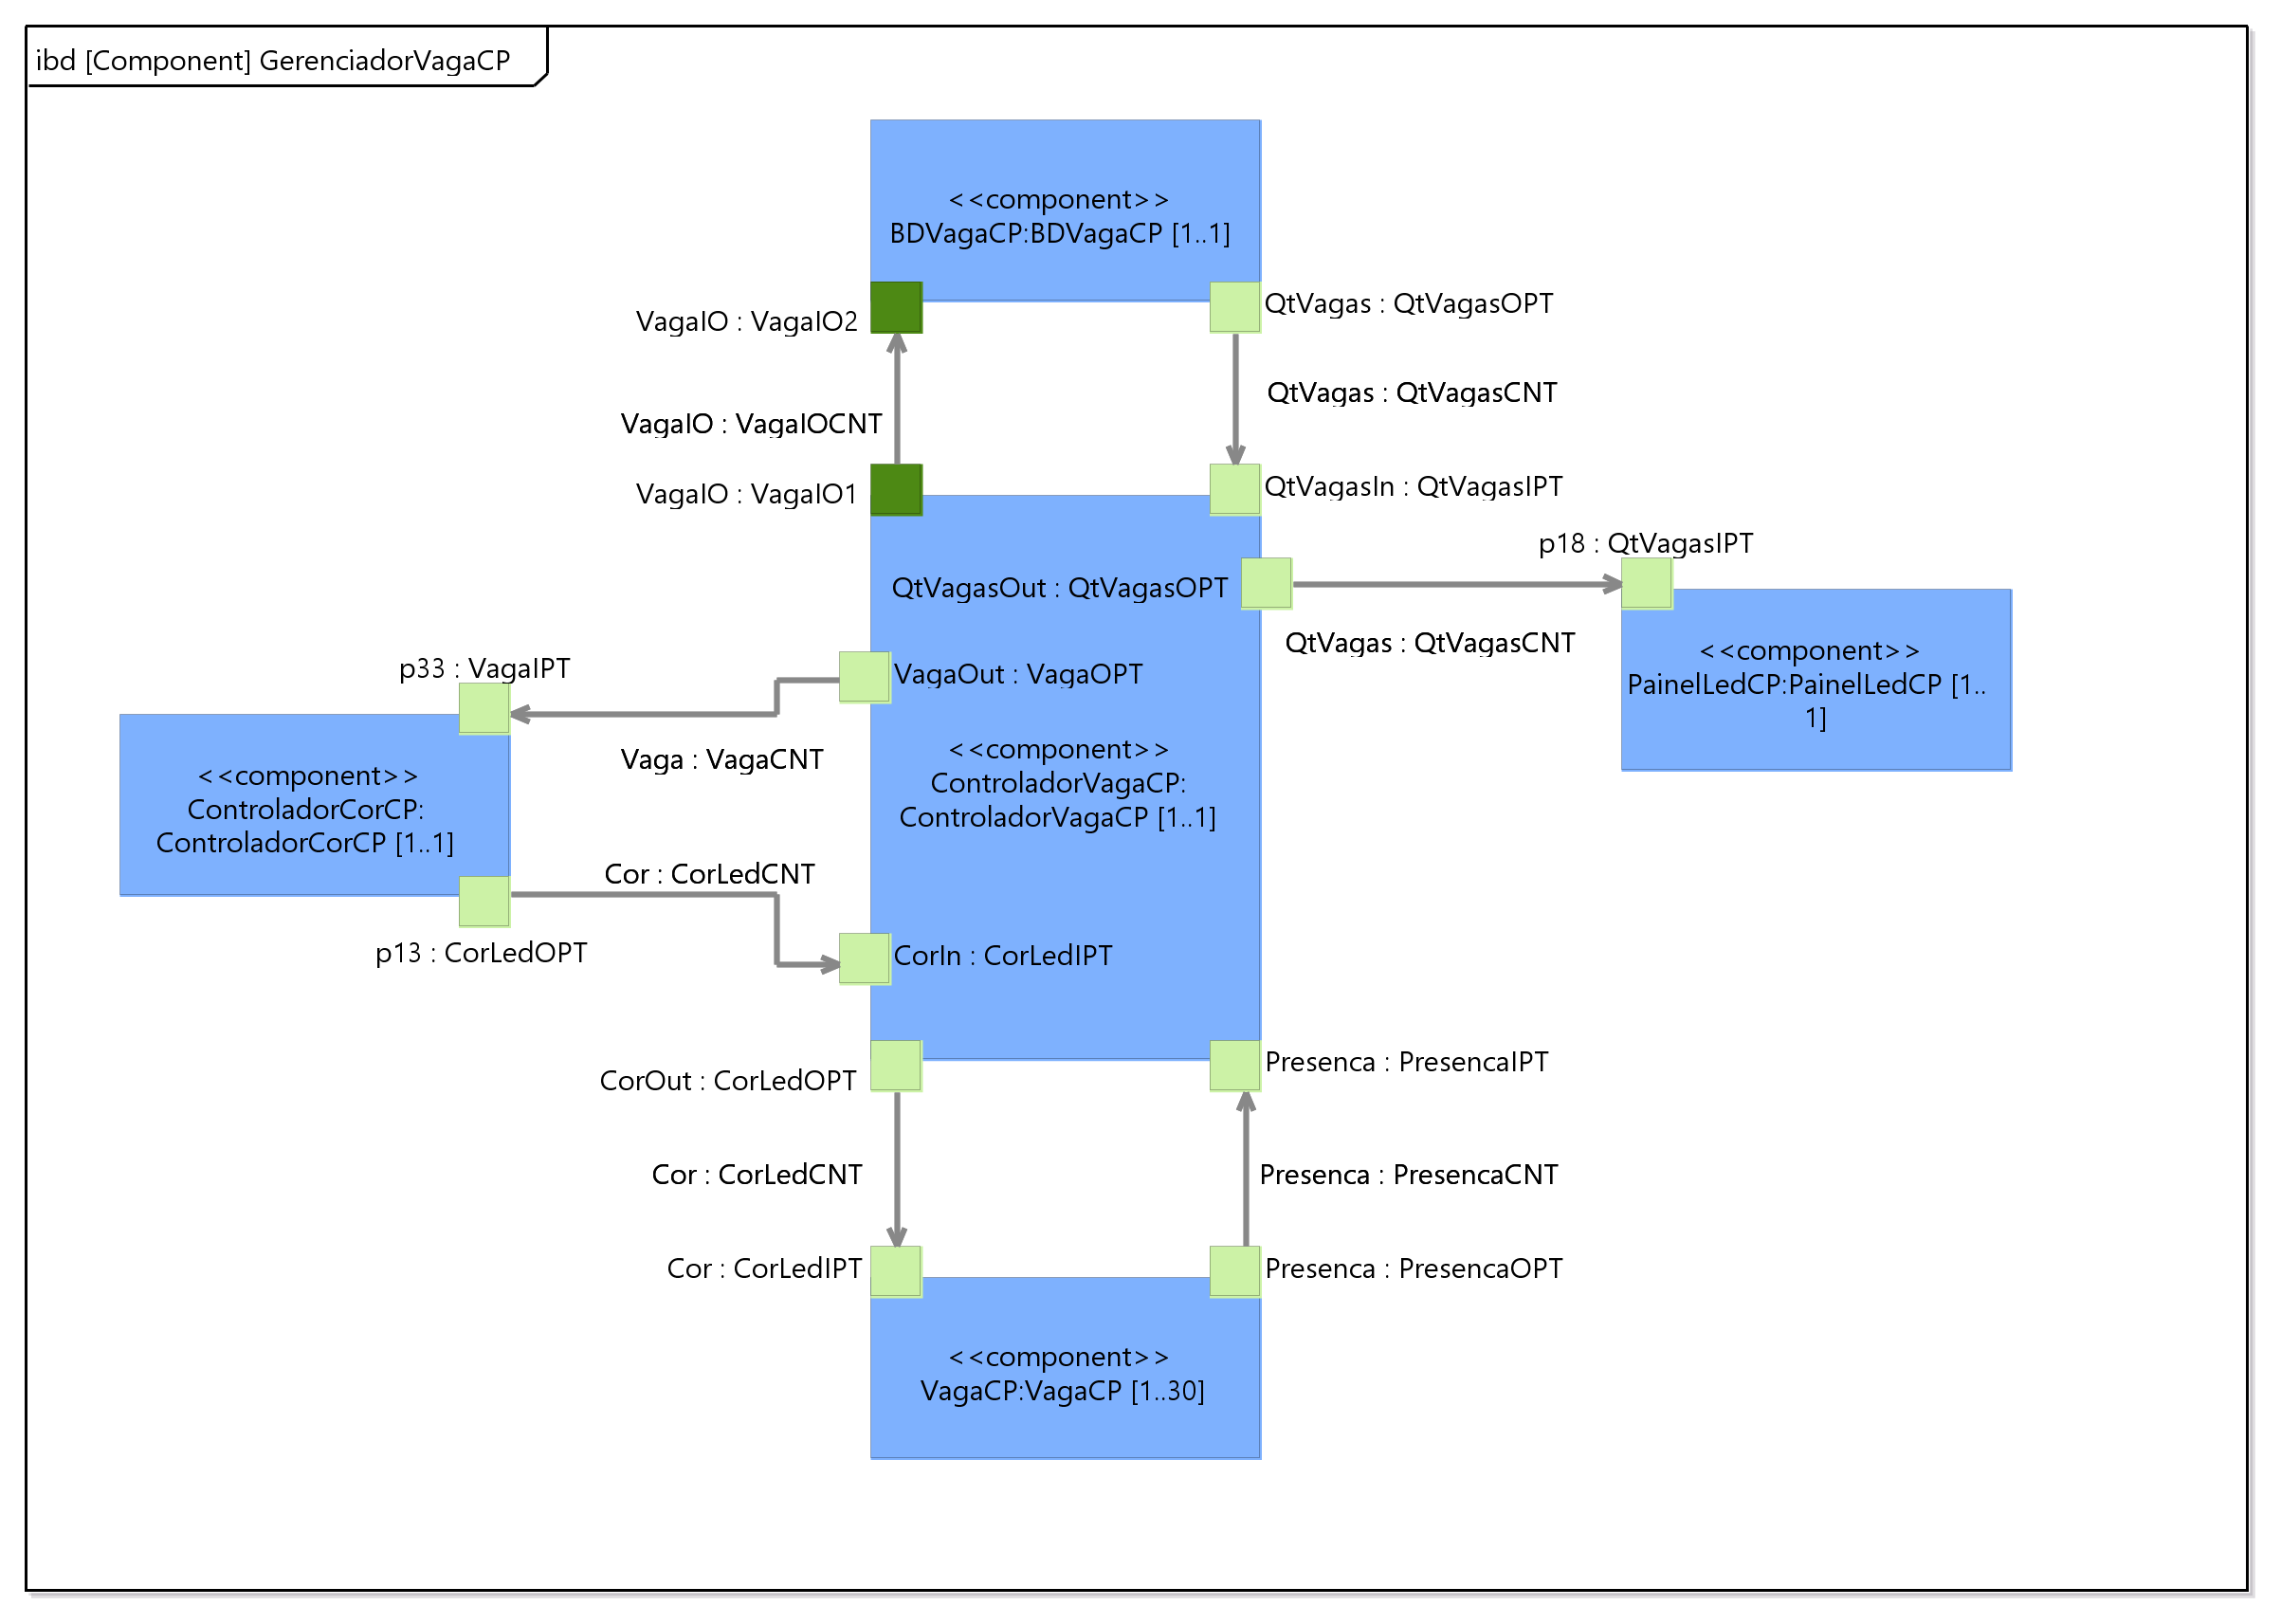 ibd [Component] GerenciadorVagaCP
<<component>>
BDVagaCP:BDVagaCP [1..1]
VagaIO : VagaIO2
QtVagas : QtVagasOPT
QtVagas : QtVagasCNT
VagaIO : VagaIOCNT
VagaIO : VagaIO1
QtVagasIn : QtVagasIPT
p18 : QtVagasIPT
QtVagasOut : QtVagasOPT
QtVagas : QtVagasCNT
<<component>>
PainelLedCP:PainelLedCP [1..
1]
p33 : VagaIPT
VagaOut : VagaOPT
Vaga : VagaCNT
<<component>>
ControladorVagaCP:
ControladorVagaCP [1..1]
<<component>>
ControladorCorCP:
ControladorCorCP [1..1]
Cor : CorLedCNT
p13 : CorLedOPT
CorIn : CorLedIPT
CorOut : CorLedOPT
Presenca : PresencaIPT
Cor : CorLedCNT
Presenca : PresencaCNT
Cor : CorLedIPT
Presenca : PresencaOPT
<<component>>
VagaCP:VagaCP [1..30]